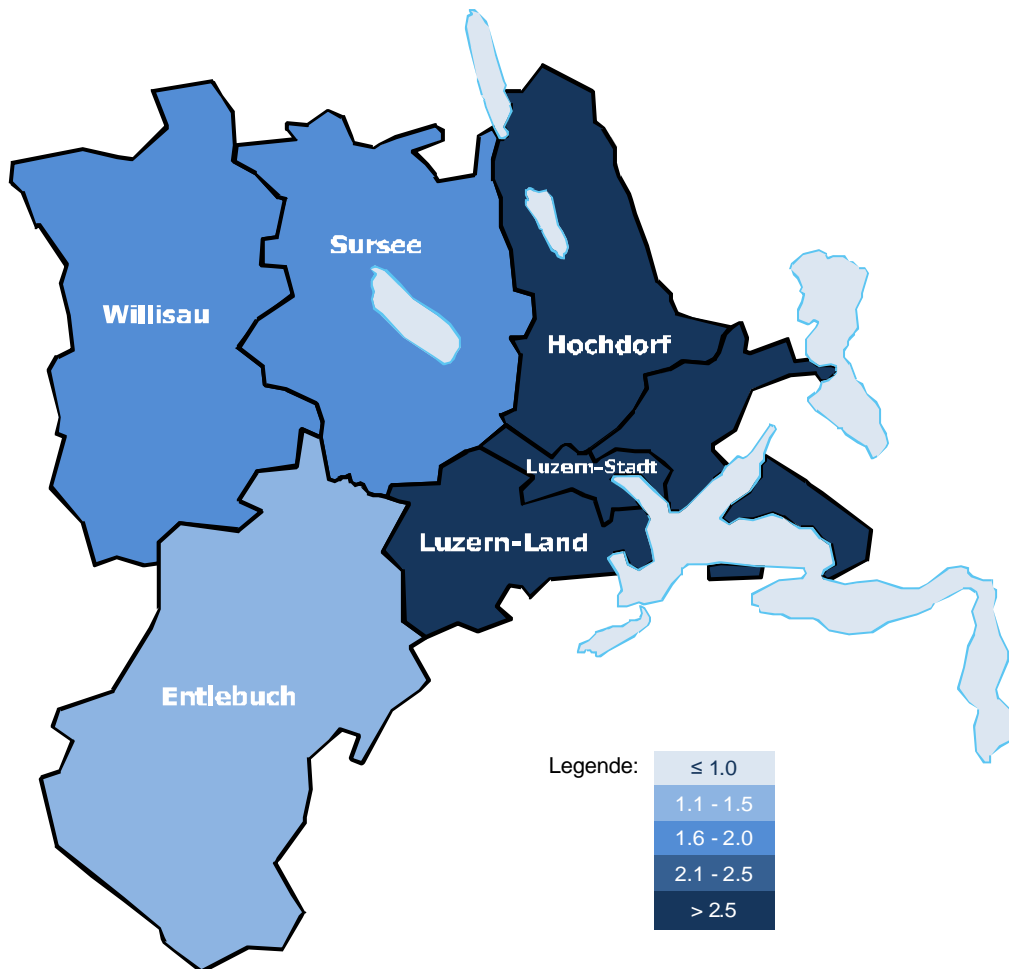 Sursee
Willisau
Hochdorf
Luzern-Stadt
Luzern-Land
Entlebuch
Legende:
≤ 1.0
1.1 - 1.5
1.6 - 2.0
2.1 - 2.5
> 2.5